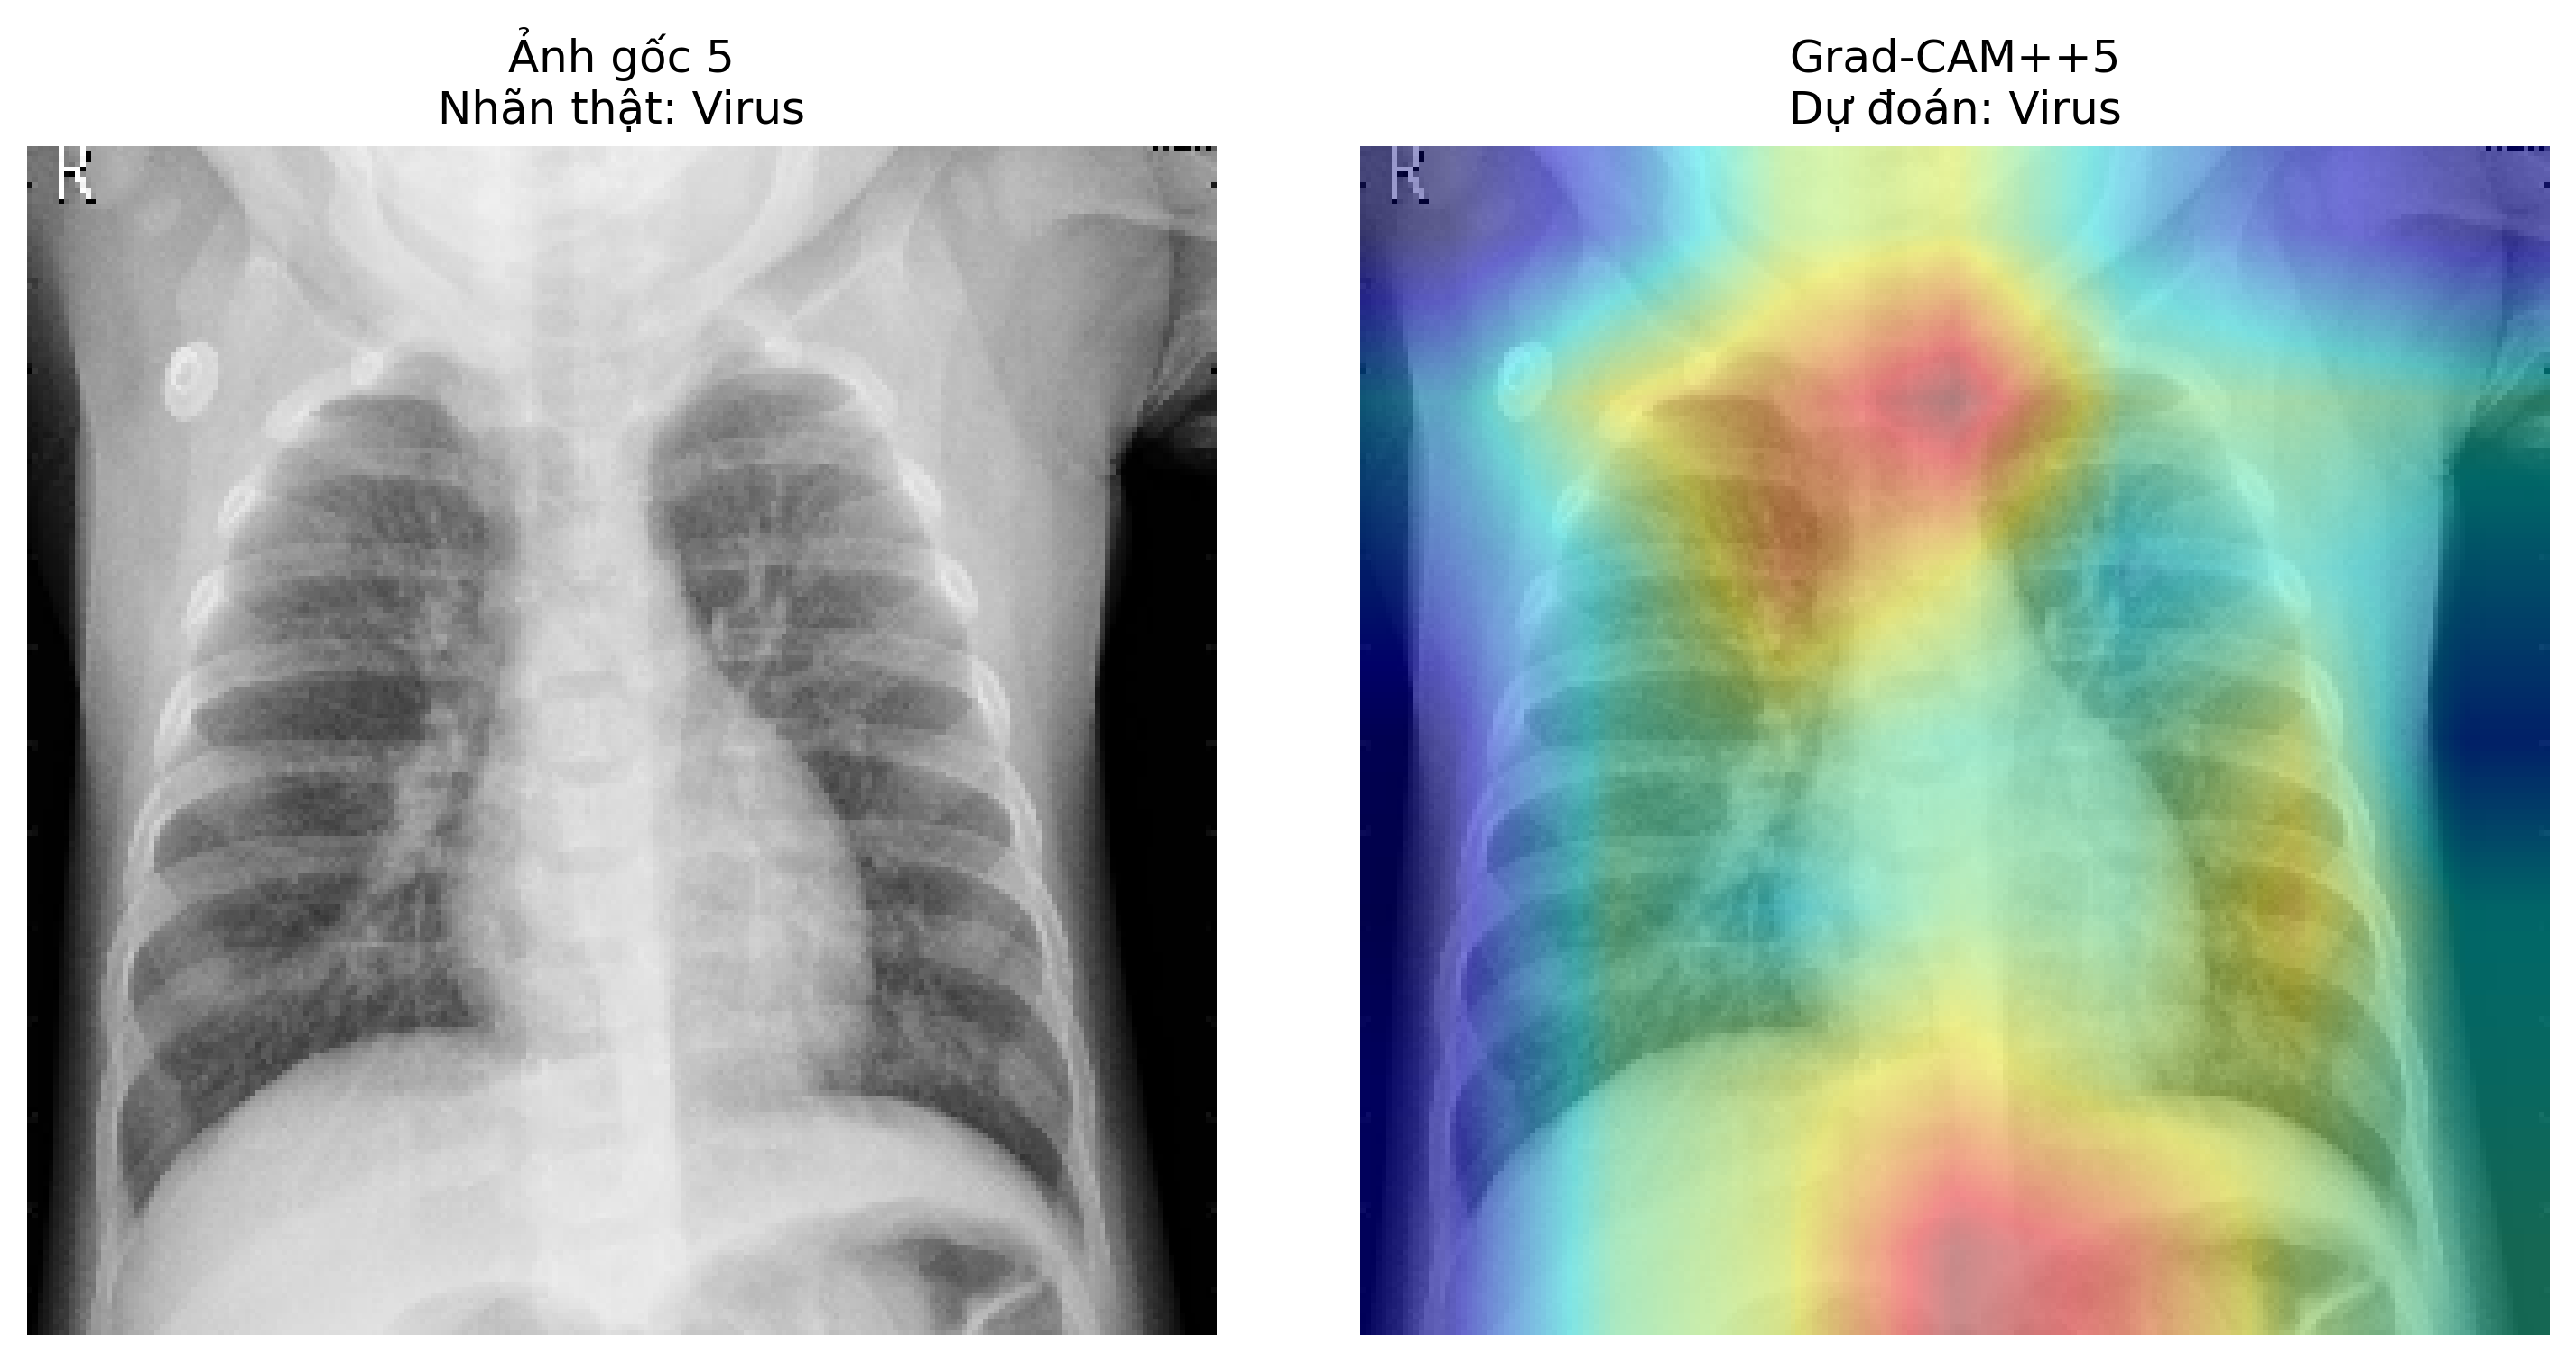 Ảnh gốc 5
Nhãn thật: Virus
Grad-CAM++5
Dự đoán: Virus
R
R